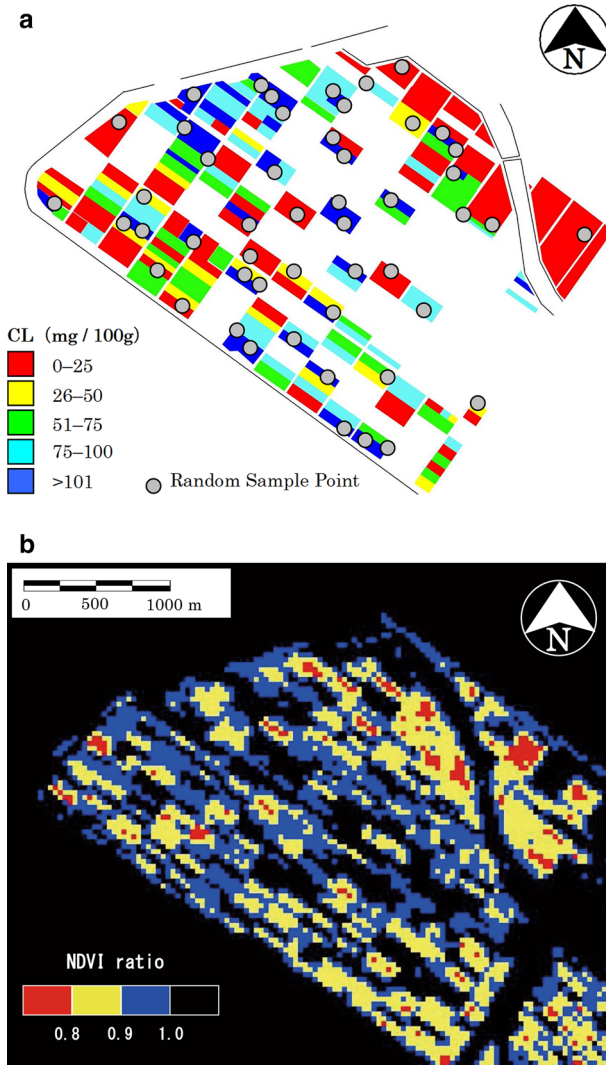 a
N
CL (mg / 100g)
0–25
26–50
51–75
75–100
>101
Random Sample Point
b
0 500 1000 m
N
NDVI ratio
0.8 0.9 1.0